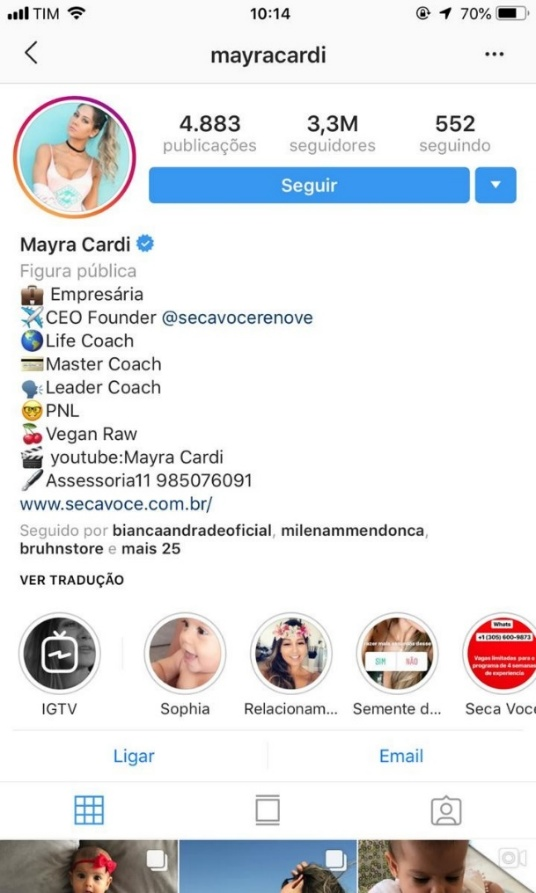 TIM 10:14 70%
mayracardi
4.883 3,3M 552
publicações seguidores seguindo
Seguir
Mayra Cardi
Figura pública
Empresária
CEO Founder @secavocerenove
Life Coach
Master Coach
Leader Coach
PNL
Vegan Raw
youtube:Mayra Cardi
Assessoria11 985076091
www.secavoce.com.br/
Seguido por biancaandradeoficial, milenammendonca,
bruhnstore e mais 25
VER TRADUÇÃO
Whats
+1 (305) 600-9873
Vagas limitadas para o
programa de 4 semanas
de experiencia
SIM NÃO
IGTV Sophia Relacionam... Semente d... Seca Você
Ligar Email